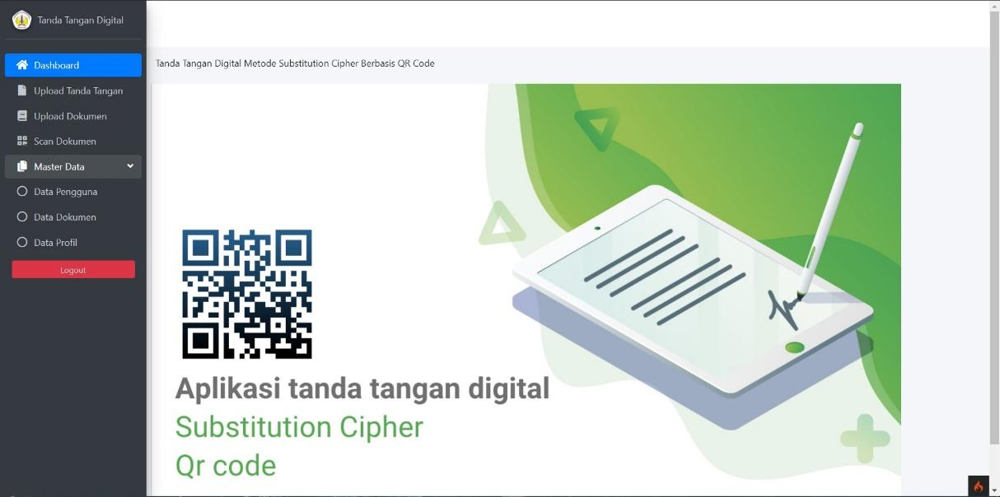 Tanda Tangan Digital
Dashboard
Upload Tanda Tangan
Upload Dokumen
Scan Dokumen
Master Data
Data Pengguna
Data Dokumen
Data Profil
Logout
Tanda Tangan Digital Metode Substitution Cipher Berbasis QR Code
Aplikasi tanda tangan digital
Substitution Cipher
Qr code